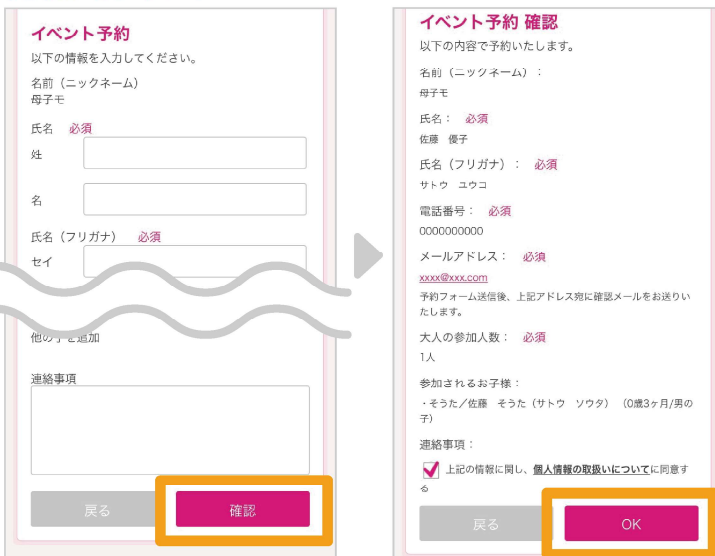 イベント予約
以下の情報を入力してください。
名前（ニックネーム）
母子モ
氏名 必須
姓
名
氏名（フリガナ） 必須
セイ
他の子を追加
連絡事項
戻る 確認
イベント予約 確認
以下の内容で予約いたします。
名前（ニックネーム）：
母子モ
氏名： 必須
佐藤 優子
氏名（フリガナ）： 必須
サトウ ユウコ
電話番号： 必須
0000000000
メールアドレス： 必須
xxxx@xxx.com
予約フォーム送信後、上記アドレス宛に確認メールをお送りい
たします。
大人の参加人数： 必須
1人
参加されるお子様：
・そうた／佐藤 そうた（サトウ ソウタ）（0歳3ヶ月/男の
子）
連絡事項：
上記の情報に関し、個人情報の取扱いについてに同意す
る
戻る OK